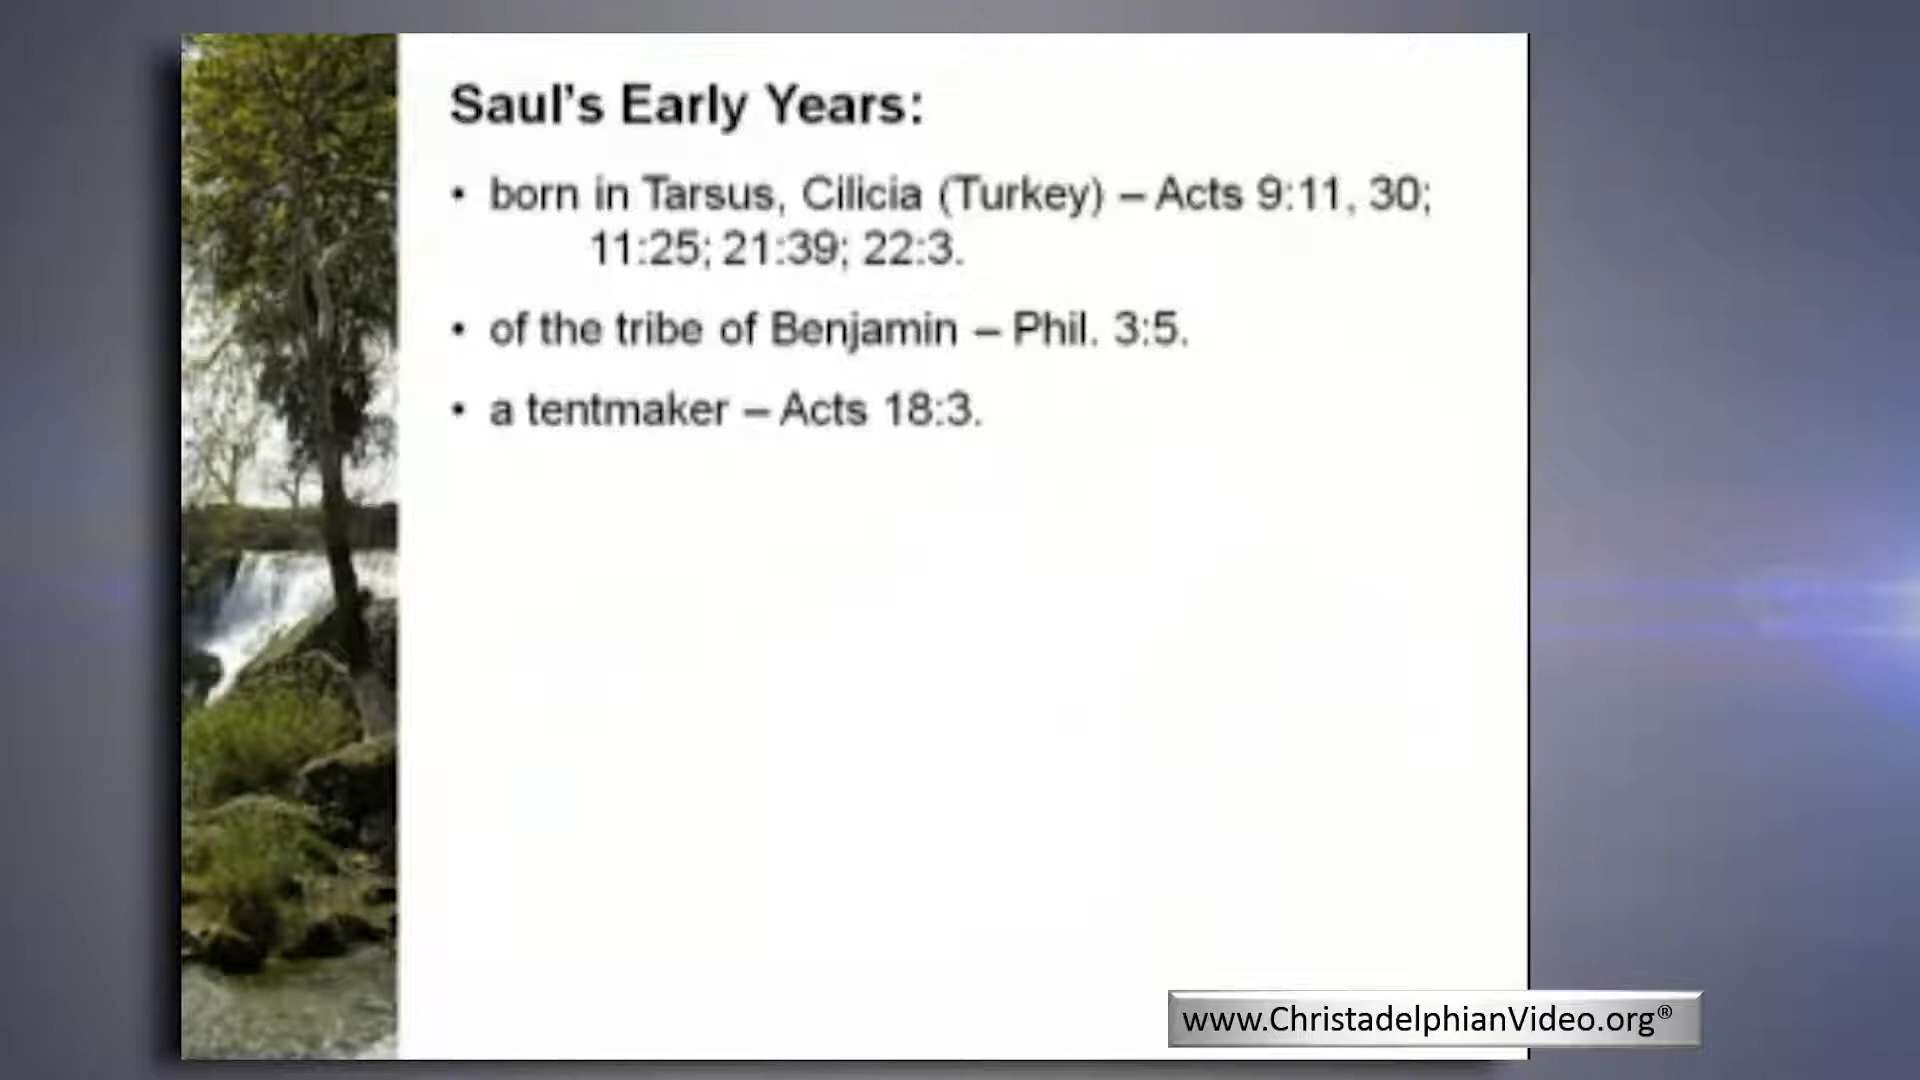 Saul's Early Years:
• born in Tarsus, Cilicia (Turkey) – Acts 9:11, 30;
11:25; 21:39; 22:3.
• of the tribe of Benjamin – Phil. 3:5.
• a tentmaker – Acts 18:3.
www.ChristadelphianVideo.org®